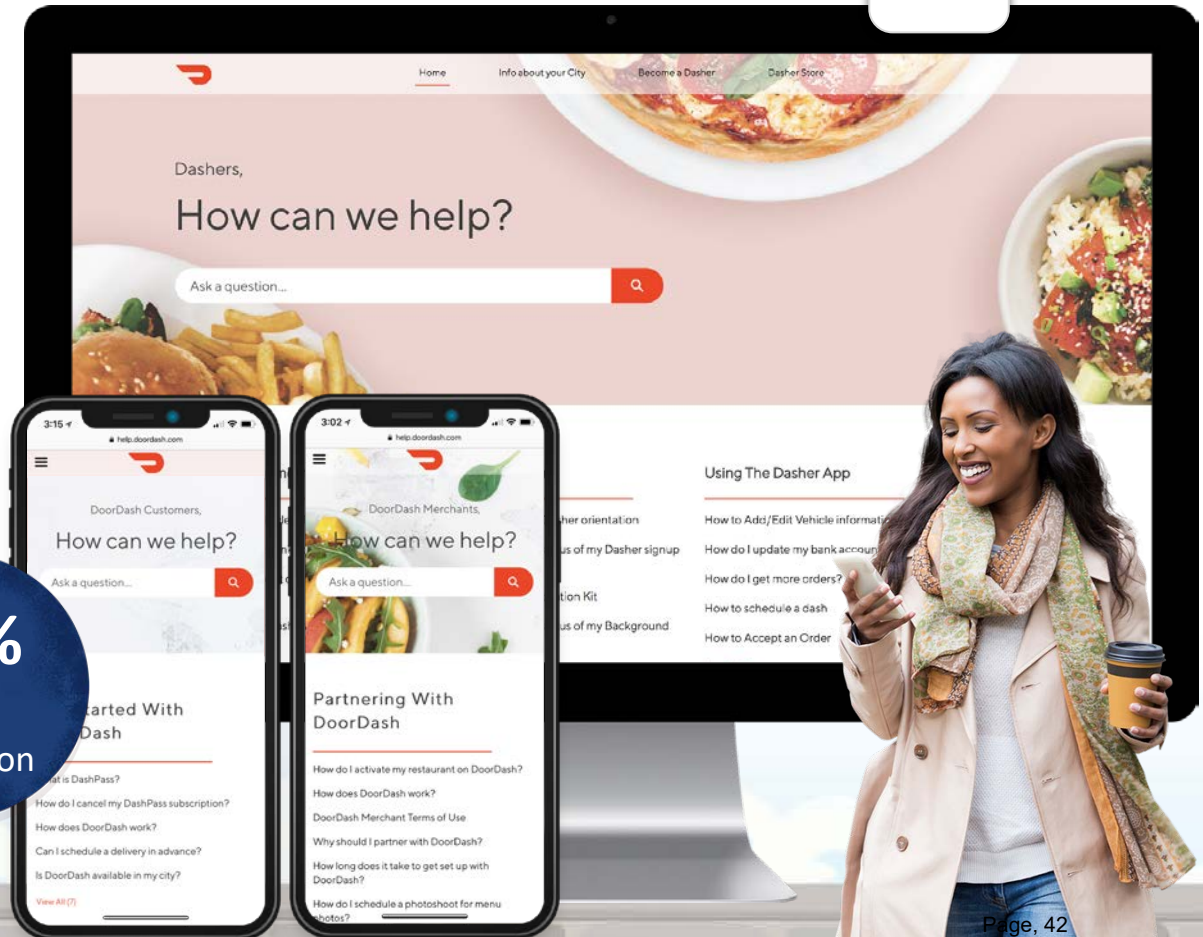 Home Info about your City Become a Dasher Dasher Store
Dashers,
How can we help?
Ask a question...
Using The Dasher App
her orientation
How to Add/Edit Vehicle informati
us of my Dasher signup
How do I update my bank accoun
How do I get more orders?
tion Kit
How to schedule a dash
us of my Background
How to Accept an Order
3:15
help.doordash.com
DoorDash Customers,
How can we help?
Ask a question...
%
on
tarted With
Dash
at is DashPass?
How do I cancel my DashPass subscription?
How does DoorDash work?
Can I schedule a delivery in advance?
Is DoorDash available in my city?
View All (7)
3:02
help.doordash.com
DoorDash Merchants,
How can we help?
Ask a question...
Partnering With
DoorDash
How do I activate my restaurant on DoorDash?
How does DoorDash work?
DoorDash Merchant Terms of Use
Why should I partner with DoorDash?
How long does it take to get set up with
DoorDash?
How do I schedule a photoshoot for menu
photos?
Page, 42